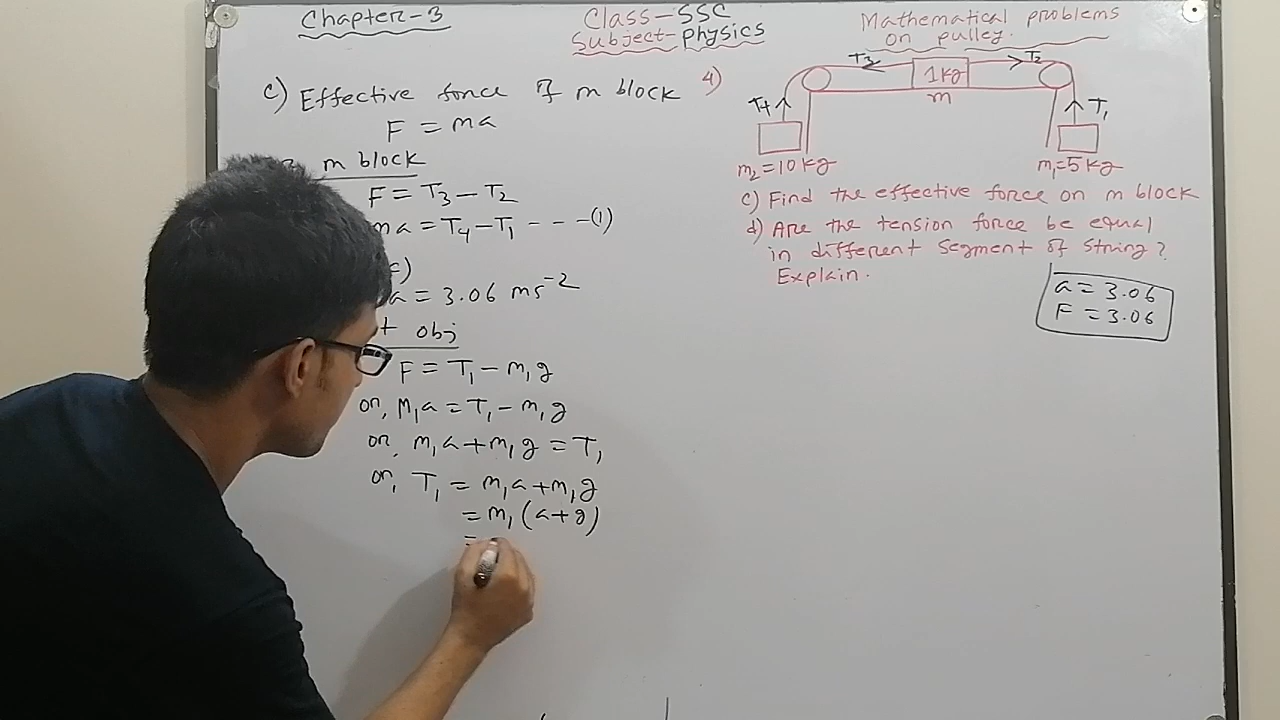 Chapter-3
Class-SSC
Subject-physics
Mathematical problems
on pulley.
c) Effective force of m block
F = ma
m block
F = T₃ - T₂
ma = T₄ - T₁ - - - (1)
c)
a = 3.06 ms⁻²
obj
F = T₁ - m₁g
or, m₁a = T₁ - m₁g
or, m₁a + m₁g = T₁
or, T₁ = m₁a + m₁g
= m₁(a+g)
=
4)
T₃
1kg
T₂
m
T₄
T₁
m₂=10kg
m₁=5kg
c) Find the effective force on m block
d) Are the tension force be equal
in different segment of string?
Explain.
a = 3.06
F = 3.06